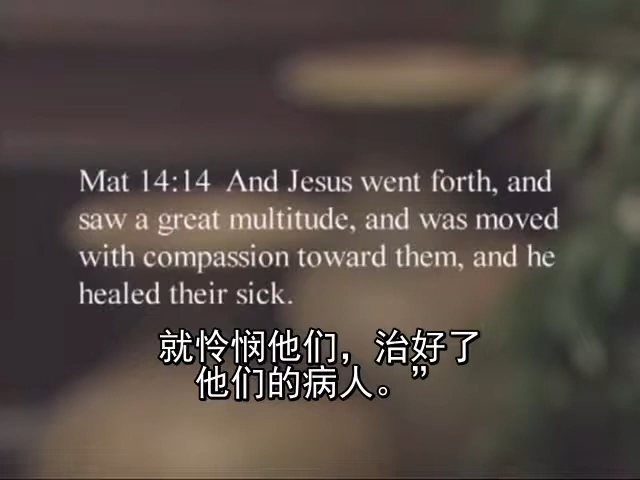 Mat 14:14  And Jesus went forth, and
saw a great multitude, and was moved
with compassion toward them, and he
healed their sick.
就怜悯他们，治好了
他们的病人。”